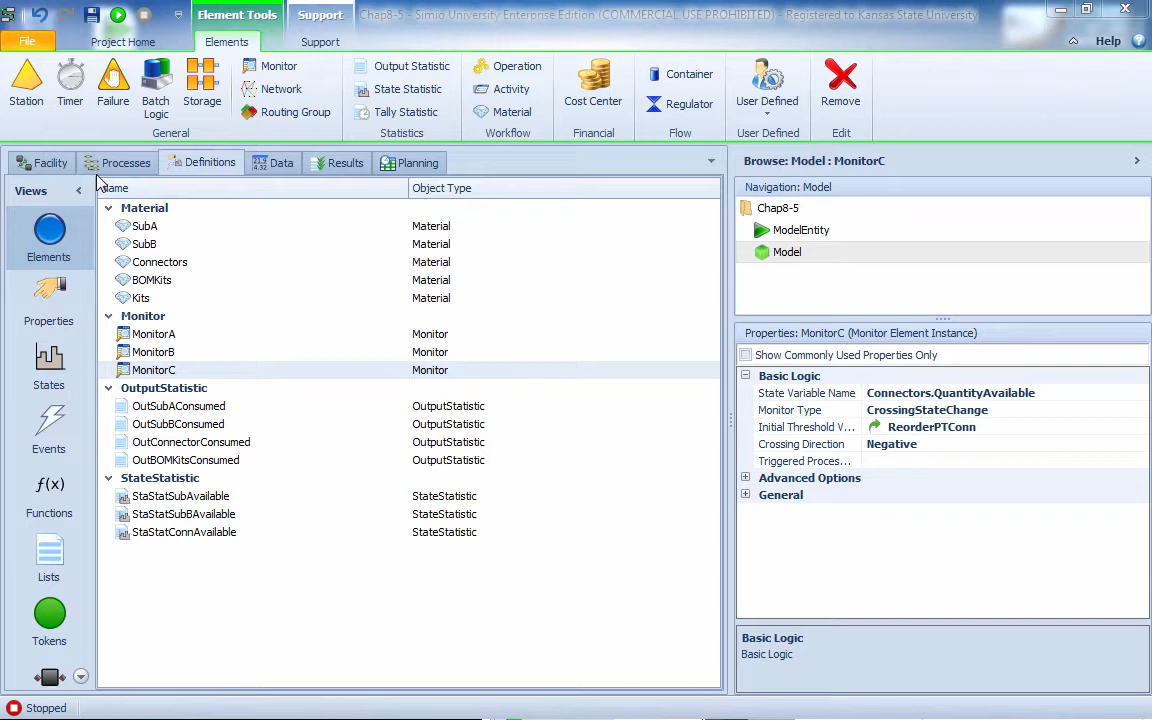 Element Tools
Support
Chap8-5 - Simio University Enterprise Edition (COMMERCIAL USE PROHIBITED) - Registered to Kansas State University
File
Project Home
Elements
Support
Help
Station
Timer
Failure
Batch Logic
Storage
Monitor
Network
Routing Group
General
Output Statistic
State Statistic
Tally Statistic
Statistics
Operation
Activity
Material
Workflow
Cost Center
Financial
Container
Regulator
Flow
User Defined
User Defined
Remove
Edit
Facility
Processes
Definitions
Data
Results
Planning
Views
Elements
Properties
States
Events
f(x)
Functions
Lists
Tokens
Object Type
Material
SubA Material
SubB Material
Connectors Material
BOMKits Material
Kits Material
Monitor
MonitorA Monitor
MonitorB Monitor
MonitorC Monitor
OutputStatistic
OutSubAConsumed OutputStatistic
OutSubBConsumed OutputStatistic
OutConnectorConsumed OutputStatistic
OutBOMKitsConsumed OutputStatistic
StateStatistic
StaStatSubAvailable StateStatistic
StaStatSubBAvailable StateStatistic
StaStatConnAvailable StateStatistic
Browse: Model : MonitorC
Navigation: Model
Chap8-5
ModelEntity
Model
Properties: MonitorC (Monitor Element Instance)
Show Commonly Used Properties Only
Basic Logic
State Variable Name Connectors.QuantityAvailable
Monitor Type CrossingStateChange
Initial Threshold V... ReorderPTConn
Crossing Direction Negative
Triggered Proces...
Advanced Options
General
Basic Logic
Basic Logic
Stopped